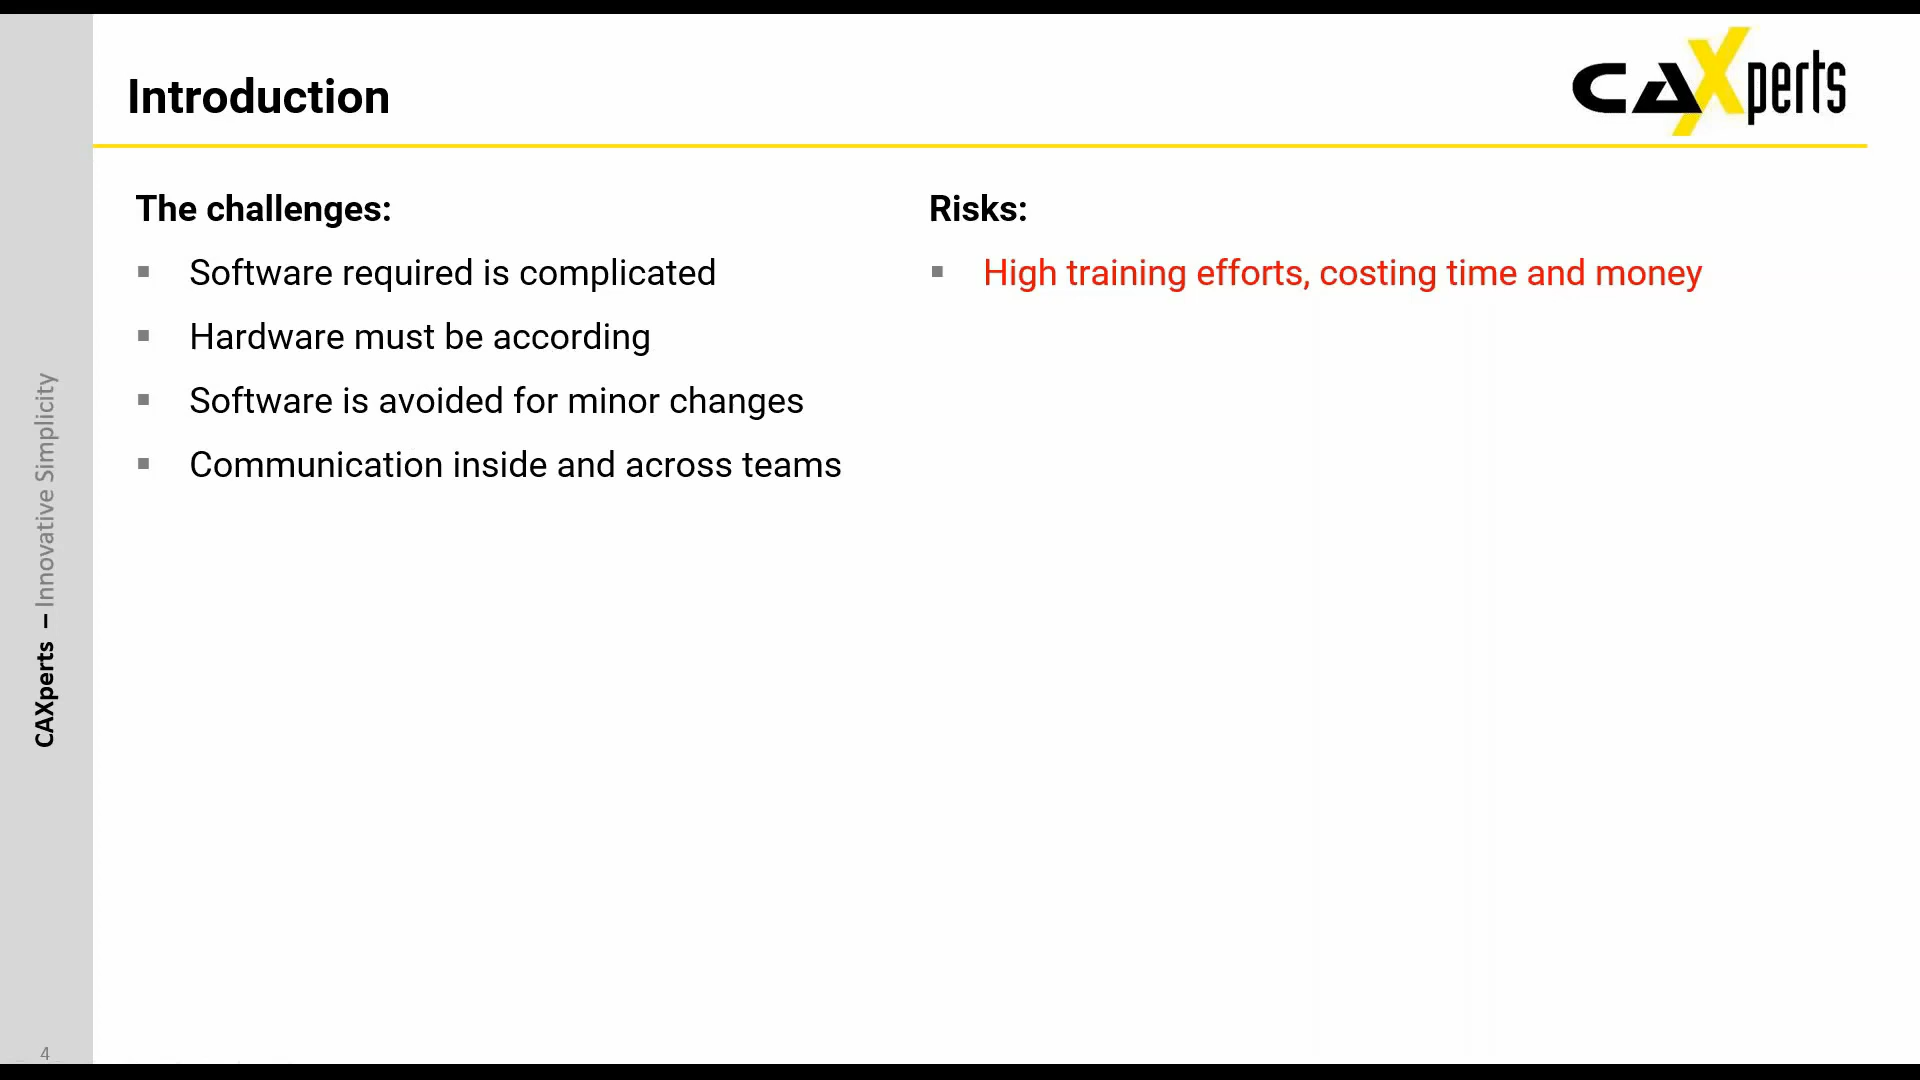 Introduction
CAXperts
The challenges:
▪ Software required is complicated
▪ Hardware must be according
▪ Software is avoided for minor changes
▪ Communication inside and across teams
Risks:
▪ High training efforts, costing time and money
CAXperts – Innovative Simplicity
4